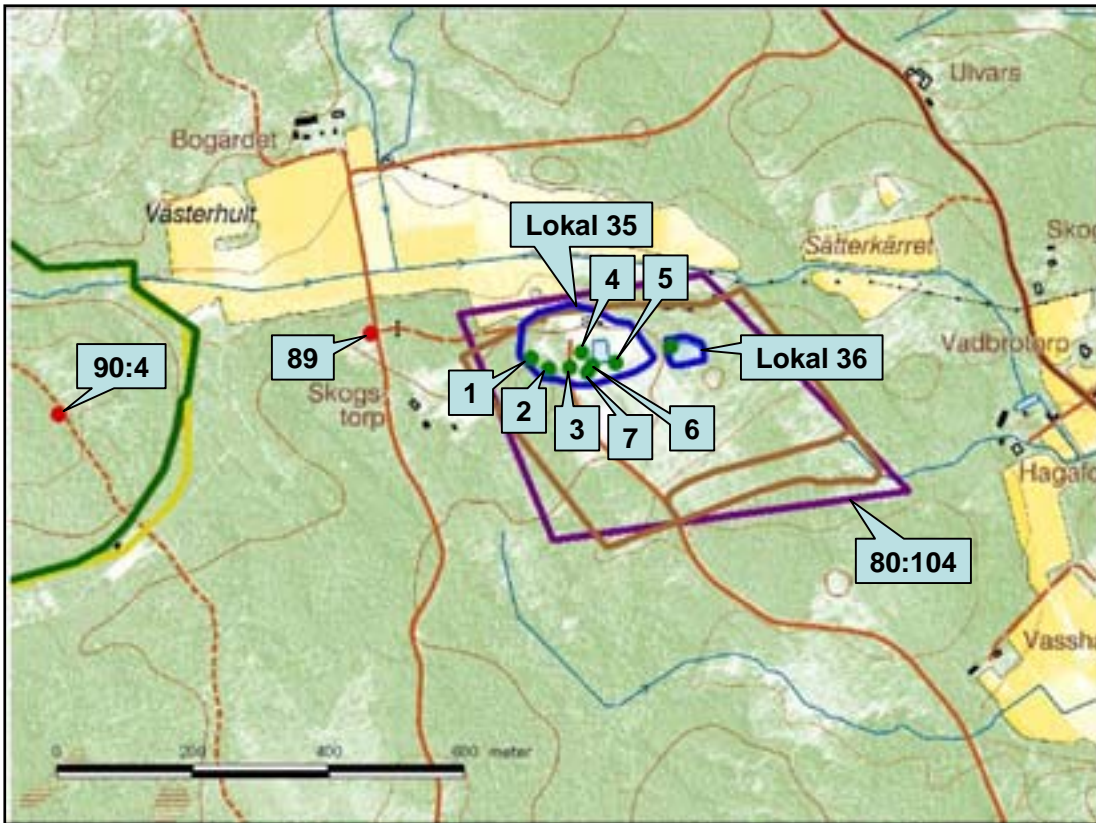 Ulvars
Bogärdet
Västerhult
Lokal 35
Sätterkärret
Skog
4
5
90:4
89
Lokal 36
Vadbrotorp
Skogs
torp
1
2
3
7
6
Hagafo
80:104
Vassha
0 200 400 600 meter